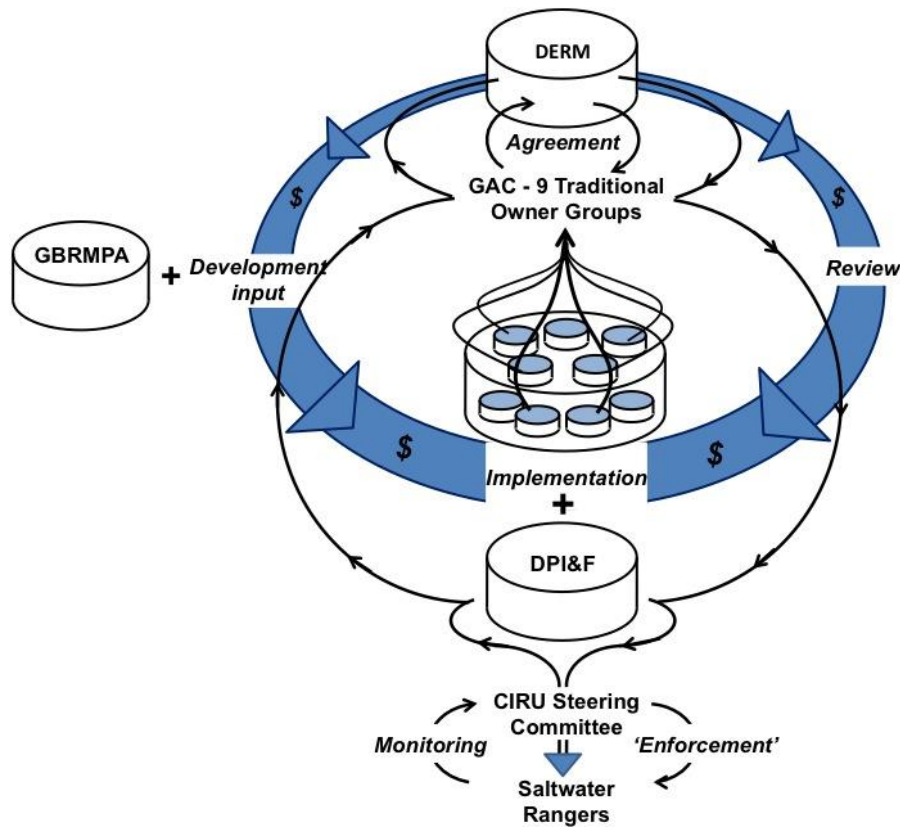 DERM
Agreement
$
$
GAC - 9 Traditional
Owner Groups
GBRMPA
+
Development
input
Review
$
$
Implementation
+
DPI&F
CIRU Steering
Committee
Monitoring
'Enforcement'
Saltwater
Rangers